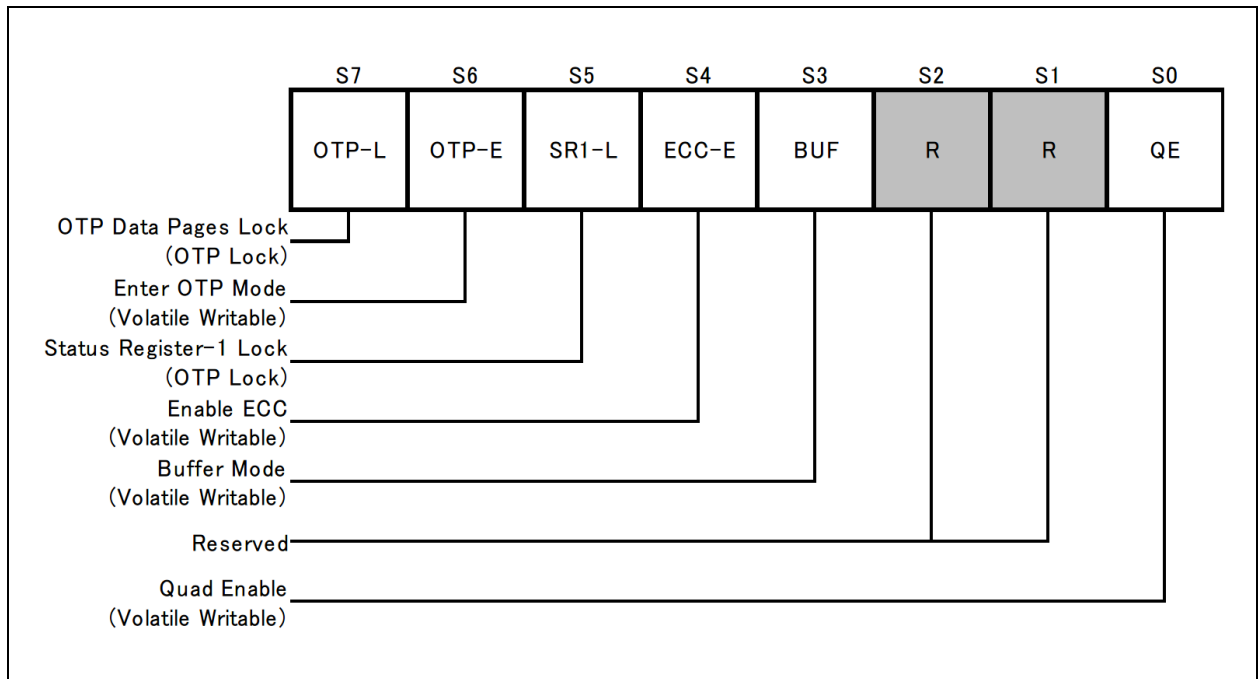 S7 S6 S5 S4 S3 S2 S1 S0
OTP-L OTP-E SR1-L ECC-E BUF R R QE
OTP Data Pages Lock
(OTP Lock)
Enter OTP Mode
(Volatile Writable)
Status Register-1 Lock
(OTP Lock)
Enable ECC
(Volatile Writable)
Buffer Mode
(Volatile Writable)
Reserved
Quad Enable
(Volatile Writable)